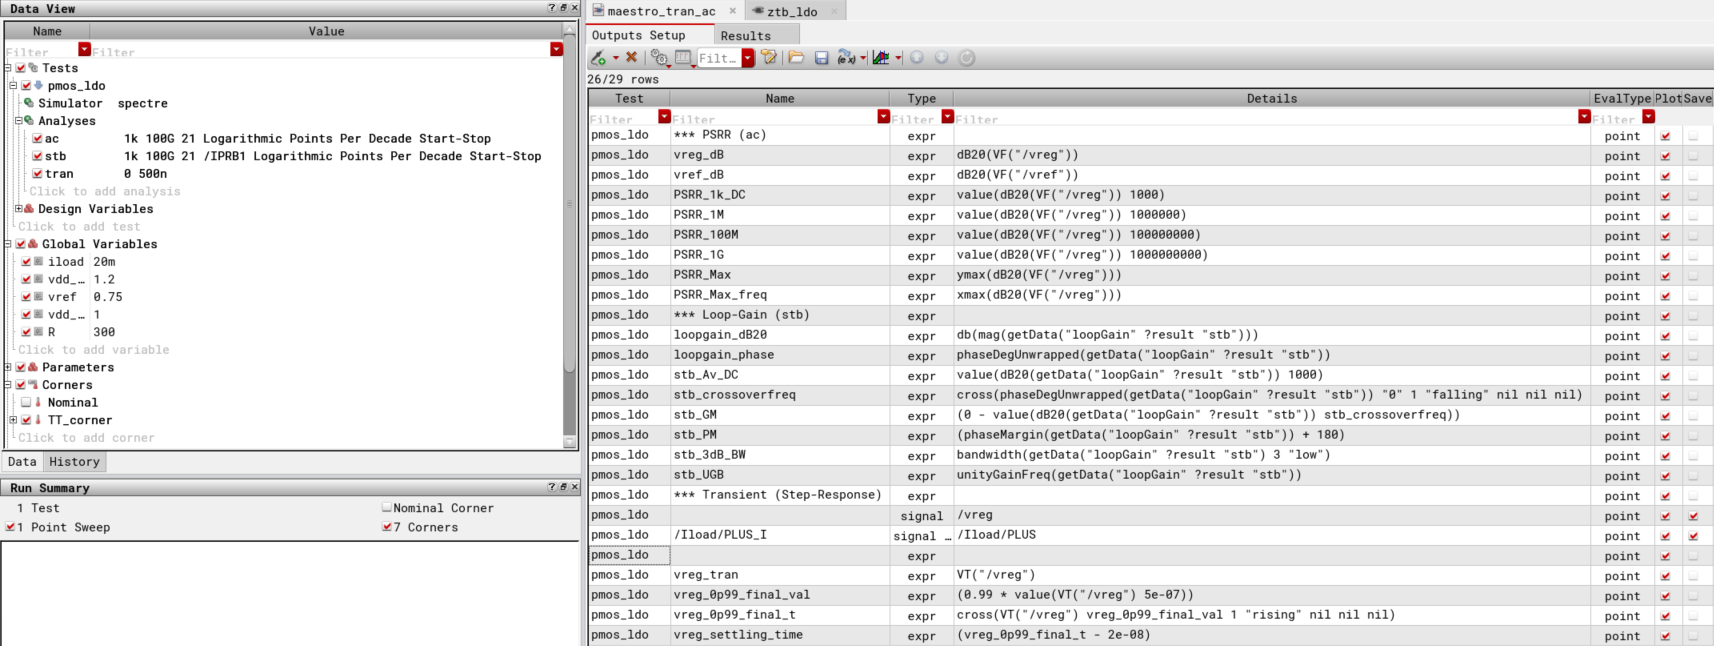 Data View
Name Value
Filter Filter
Tests
pmos_ldo
Simulator spectre
Analyses
ac 1k 100G 21 Logarithmic Points Per Decade Start-Stop
stb 1k 100G 21 /IPRB1 Logarithmic Points Per Decade Start-Stop
tran 0 500n
Click to add analysis
Design Variables
Click to add test
Global Variables
iload 20m
vdd_… 1.2
vref 0.75
vdd_… 1
R 300
Click to add variable
Parameters
Corners
Nominal
TT_corner
Click to add corner
Data History
Run Summary
1 Test Nominal Corner
1 Point Sweep 7 Corners
maestro_tran_ac ztb_ldo
Outputs Setup Results
Filt…
26/29 rows
Test Name Type Details EvalType Plot Save
Filter Filter Filter Filter Filter
pmos_ldo *** PSRR (ac) expr point
pmos_ldo vreg_dB expr dB20(VF("/vreg")) point
pmos_ldo vref_dB expr dB20(VF("/vref")) point
pmos_ldo PSRR_1k_DC expr value(dB20(VF("/vreg")) 1000) point
pmos_ldo PSRR_1M expr value(dB20(VF("/vreg")) 1000000) point
pmos_ldo PSRR_100M expr value(dB20(VF("/vreg")) 100000000) point
pmos_ldo PSRR_1G expr value(dB20(VF("/vreg")) 1000000000) point
pmos_ldo PSRR_Max expr ymax(dB20(VF("/vreg"))) point
pmos_ldo PSRR_Max_freq expr xmax(dB20(VF("/vreg"))) point
pmos_ldo *** Loop-Gain (stb) expr point
pmos_ldo loopgain_dB20 expr db(mag(getData("loopGain" ?result "stb"))) point
pmos_ldo loopgain_phase expr phaseDegUnwrapped(getData("loopGain" ?result "stb")) point
pmos_ldo stb_Av_DC expr value(dB20(getData("loopGain" ?result "stb")) 1000) point
pmos_ldo stb_crossoverfreq expr cross(phaseDegUnwrapped(getData("loopGain" ?result "stb")) "0" 1 "falling" nil nil nil) point
pmos_ldo stb_GM expr (0 - value(dB20(getData("loopGain" ?result "stb")) stb_crossoverfreq)) point
pmos_ldo stb_PM expr (phaseMargin(getData("loopGain" ?result "stb")) + 180) point
pmos_ldo stb_3dB_BW expr bandwidth(getData("loopGain" ?result "stb") 3 "low") point
pmos_ldo stb_UGB expr unityGainFreq(getData("loopGain" ?result "stb")) point
pmos_ldo *** Transient (Step-Response) expr point
pmos_ldo signal /vreg point
pmos_ldo /Iload/PLUS_I signal … /Iload/PLUS point
pmos_ldo expr point
pmos_ldo vreg_tran expr VT("/vreg") point
pmos_ldo vreg_0p99_final_val expr (0.99 * value(VT("/vreg") 5e-07)) point
pmos_ldo vreg_0p99_final_t expr cross(VT("/vreg") vreg_0p99_final_val 1 "rising" nil nil nil) point
pmos_ldo vreg_settling_time expr (vreg_0p99_final_t - 2e-08) point